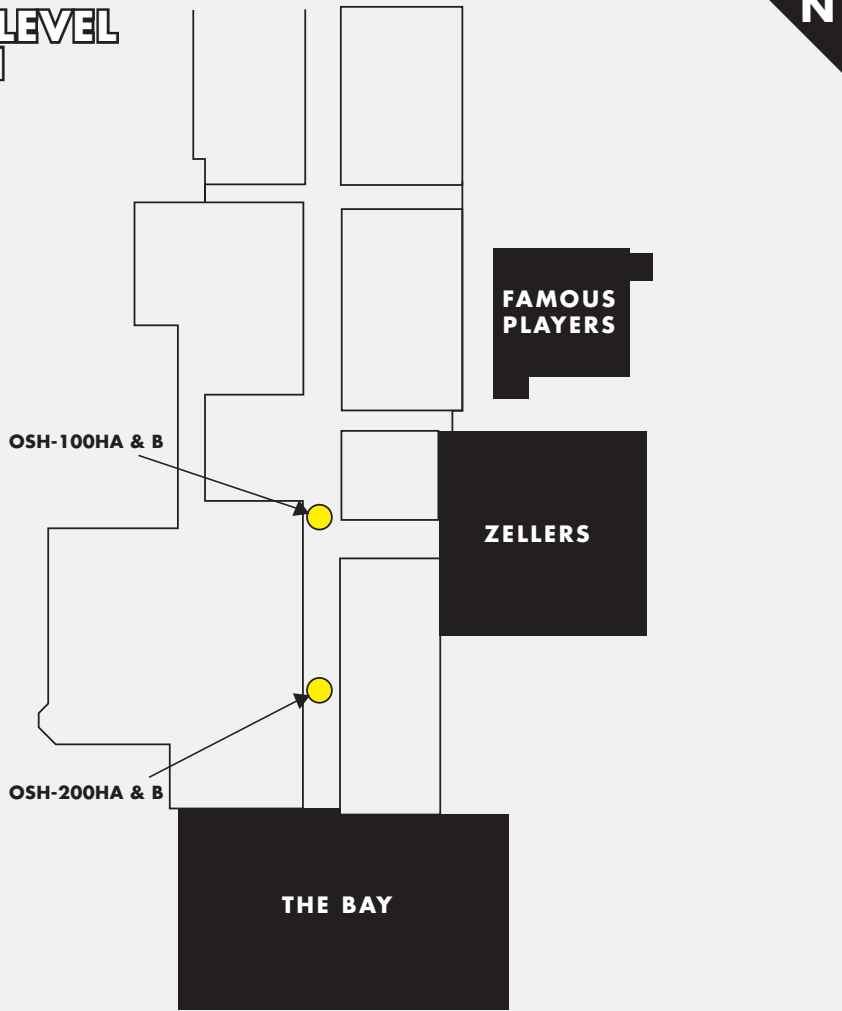 LEVEL
N
FAMOUS
PLAYERS
OSH-100HA & B
ZELLERS
OSH-200HA & B
THE BAY